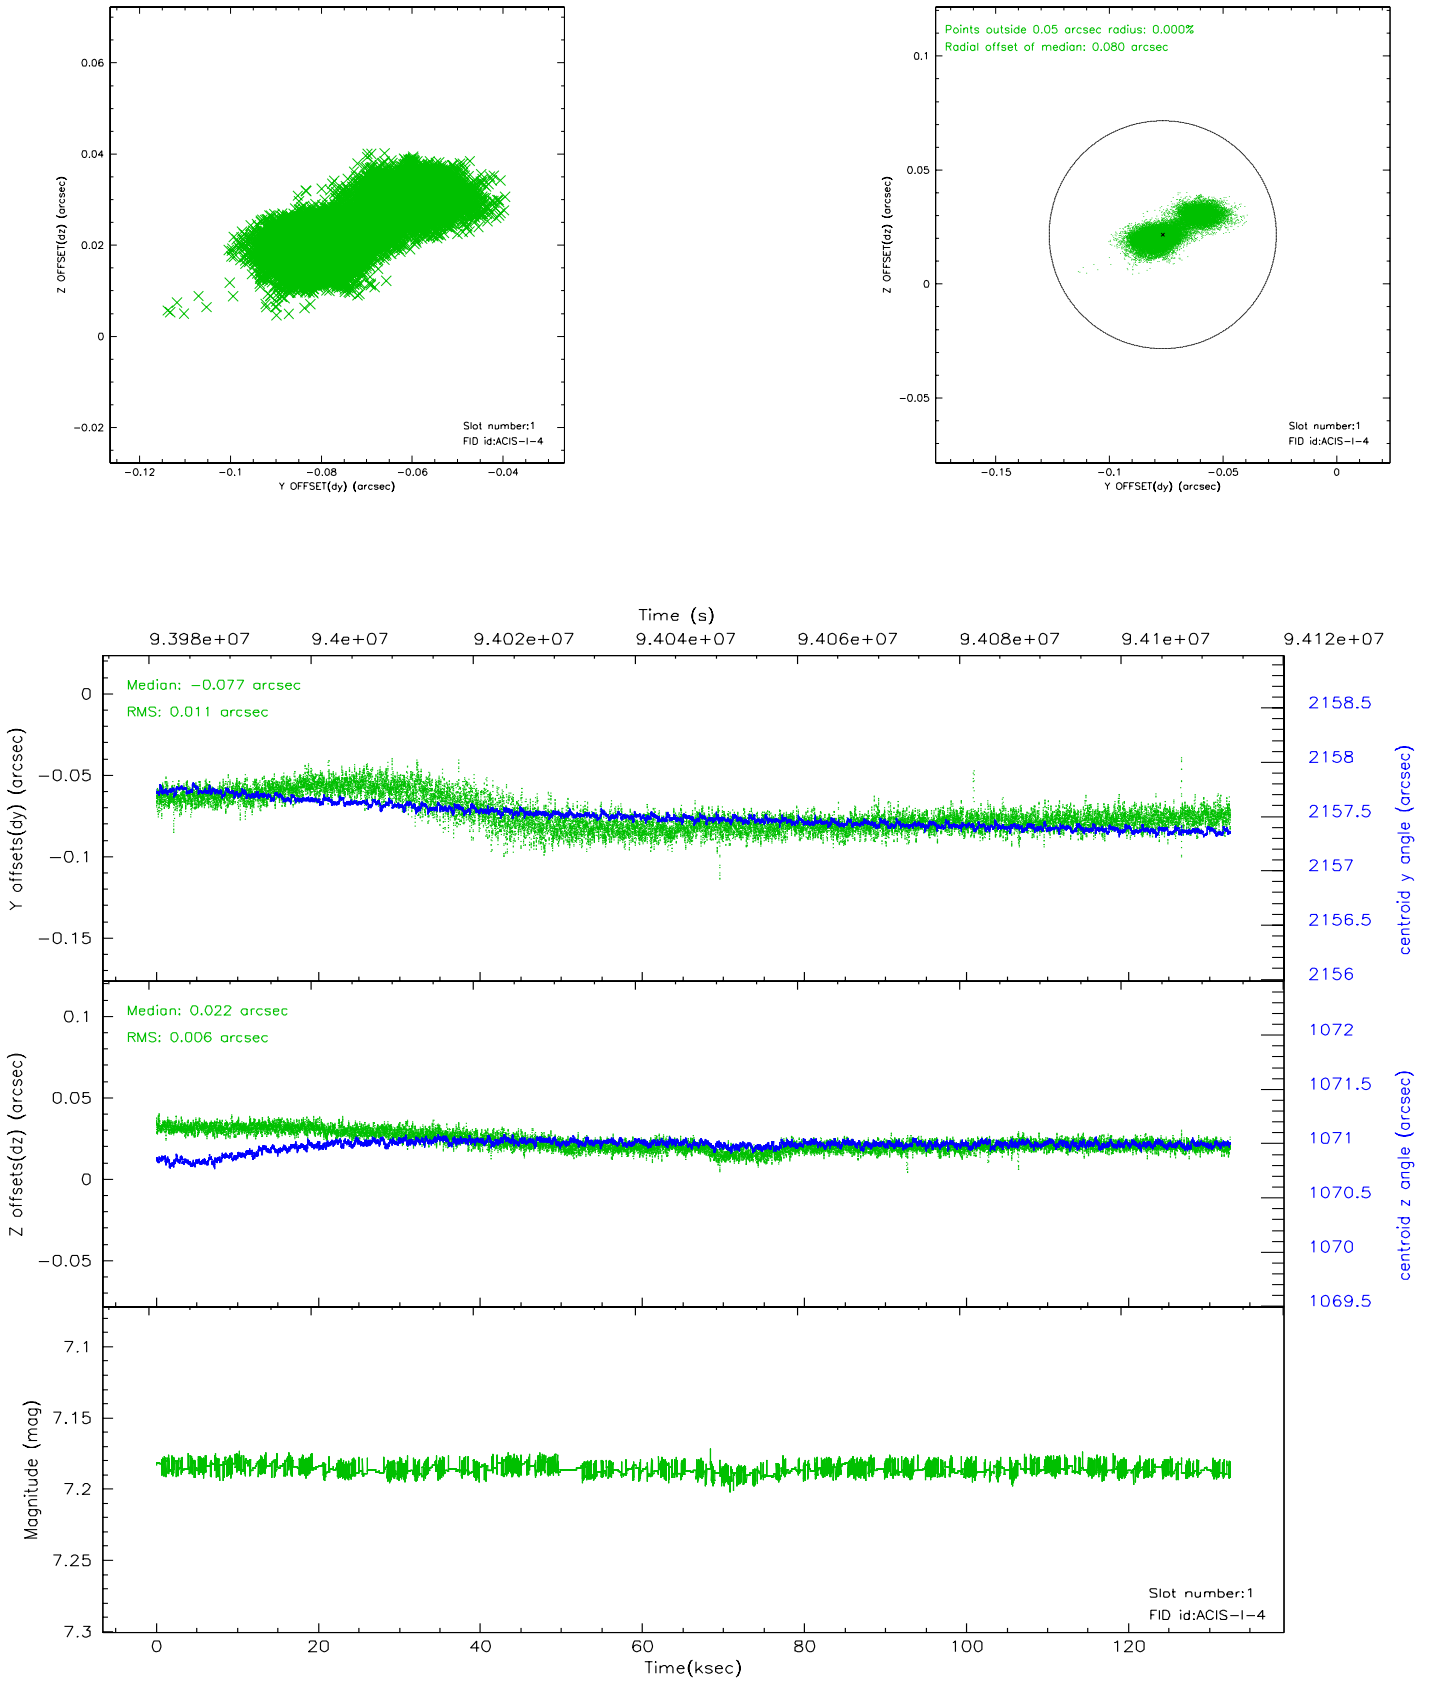 0.06
0.04
0.02
0
−0.02
Z OFFSET(dz) (arcsec)
Slot number:1
FID id:ACIS−I−4
−0.12 −0.1 −0.08 −0.06 −0.04
Y OFFSET(dy) (arcsec)
Points outside 0.05 arcsec radius: 0.000%
Radial offset of median: 0.080 arcsec
0.1
0.05
0
−0.05
Z OFFSET(dz) (arcsec)
Slot number:1
FID id:ACIS−I−4
−0.15 −0.1 −0.05 0
Y OFFSET(dy) (arcsec)
Time (s)
9.398e+07 9.4e+07 9.402e+07 9.404e+07 9.406e+07 9.408e+07 9.41e+07 9.412e+07
Median: −0.077 arcsec
RMS: 0.011 arcsec
0
−0.05
−0.1
−0.15
Y offsets(dy) (arcsec)
2158.5
2158
2157.5
2157
2156.5
2156
centroid y angle (arcsec)
Median: 0.022 arcsec
RMS: 0.006 arcsec
0.1
0.05
0
−0.05
Z offsets(dz) (arcsec)
1072
1071.5
1071
1070.5
1070
1069.5
centroid z angle (arcsec)
7.1
7.15
7.2
7.25
7.3
Magnitude (mag)
Slot number:1
FID id:ACIS−I−4
0 20 40 60 80 100 120
Time(ksec)